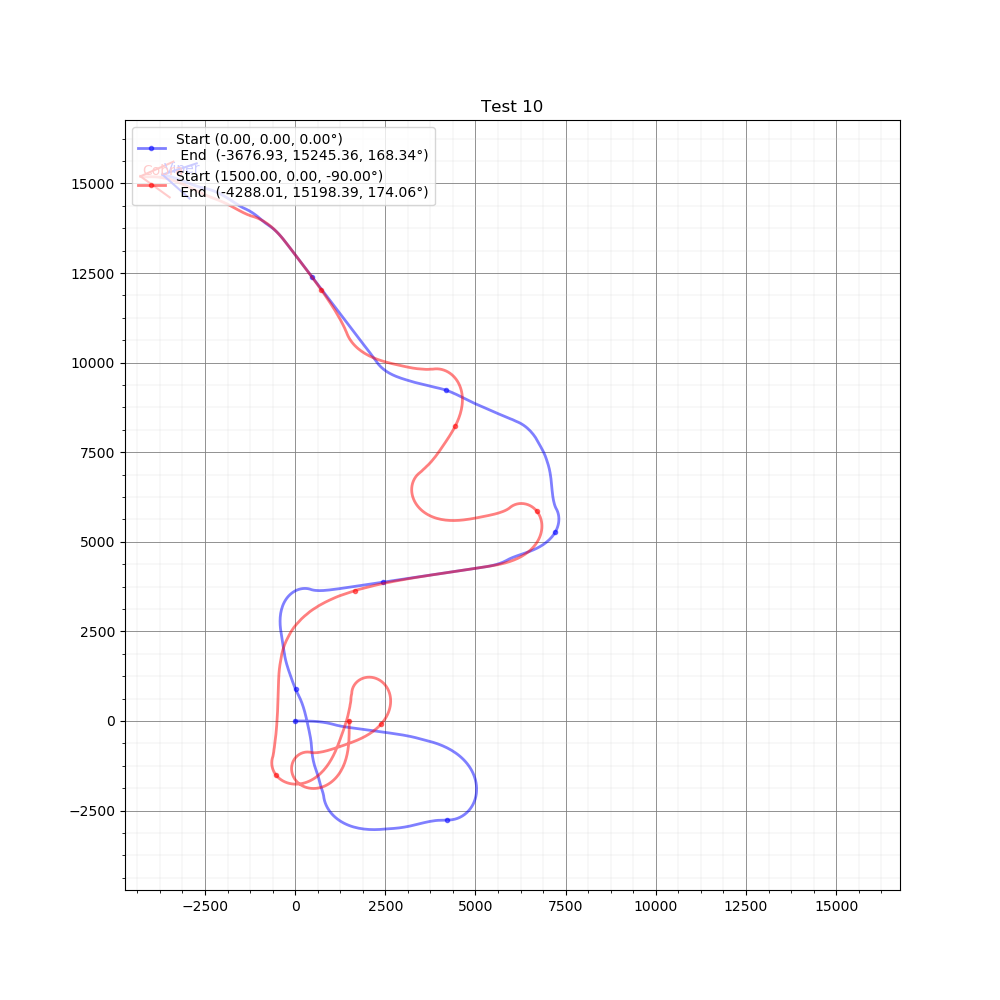 Test 10
Start (0.00, 0.00, 0.00°)
End (-3676.93, 15245.36, 168.34°)
Start (1500.00, 0.00, -90.00°)
End (-4288.01, 15198.39, 174.06°)
15000
12500
10000
7500
5000
2500
0
−2500
−2500 0 2500 5000 7500 10000 12500 15000